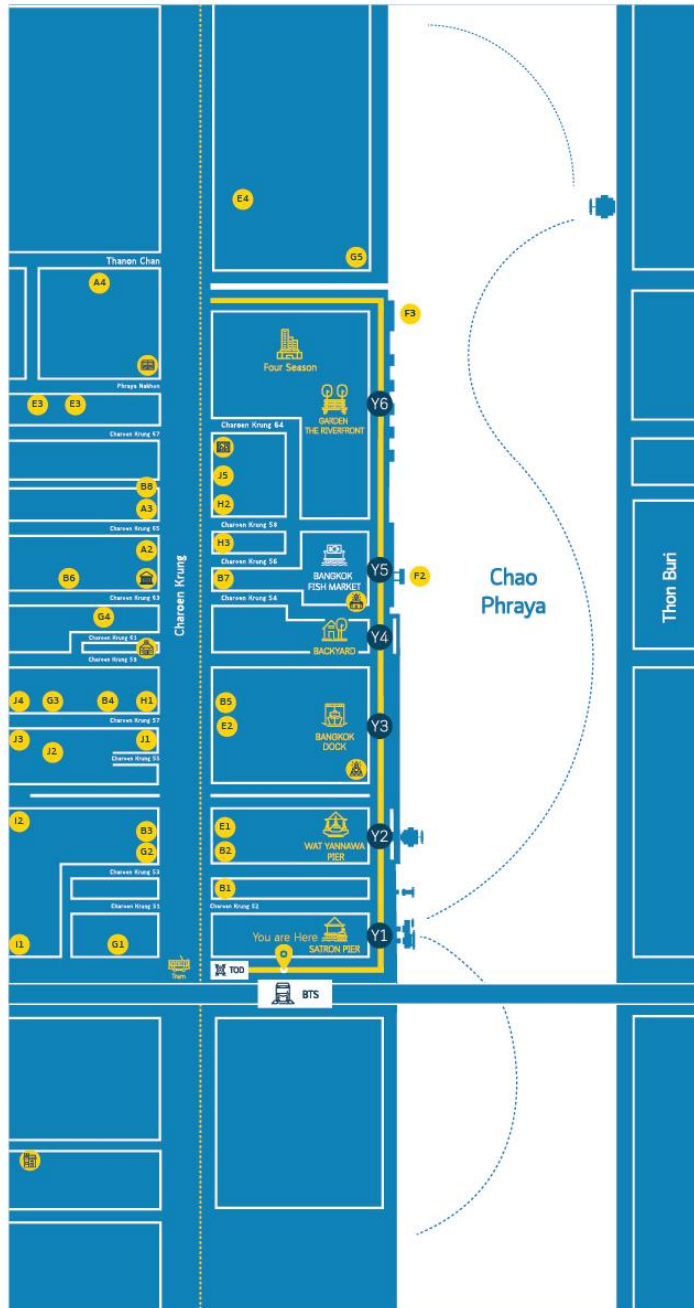 E4
G5
Thanon Chan
A4
F3
Four Season
Phraya Nakhon
E3
E3
Y6
GARDEN
THE RIVERFRONT
Charoen Krung 64
Charoen Krung 67
J5
B8
A3
H2
Charoen Krung 65
Charoen Krung 58
A2
H3
Charoen Krung 56
B6
B7
BANGKOK
FISH MARKET
Y5
F2
Chao
Phraya
Thon Buri
Charoen Krung
Charoen Krung 63
Charoen Krung 54
G4
Charoen Krung 61
Y4
BACKYARD
Charoen Krung 59
J4
G3
B4
H1
B5
Charoen Krung 57
E2
Y3
BANGKOK
DOCK
J3
J2
J1
Charoen Krung 55
I2
B3
E1
Y2
WAT YANNAWA
PIER
G2
B2
Charoen Krung 53
B1
Charoen Krung 51
Charoen Krung 52
I1
G1
You are Here
Y1
SATRON PIER
Tram
TOD
BTS